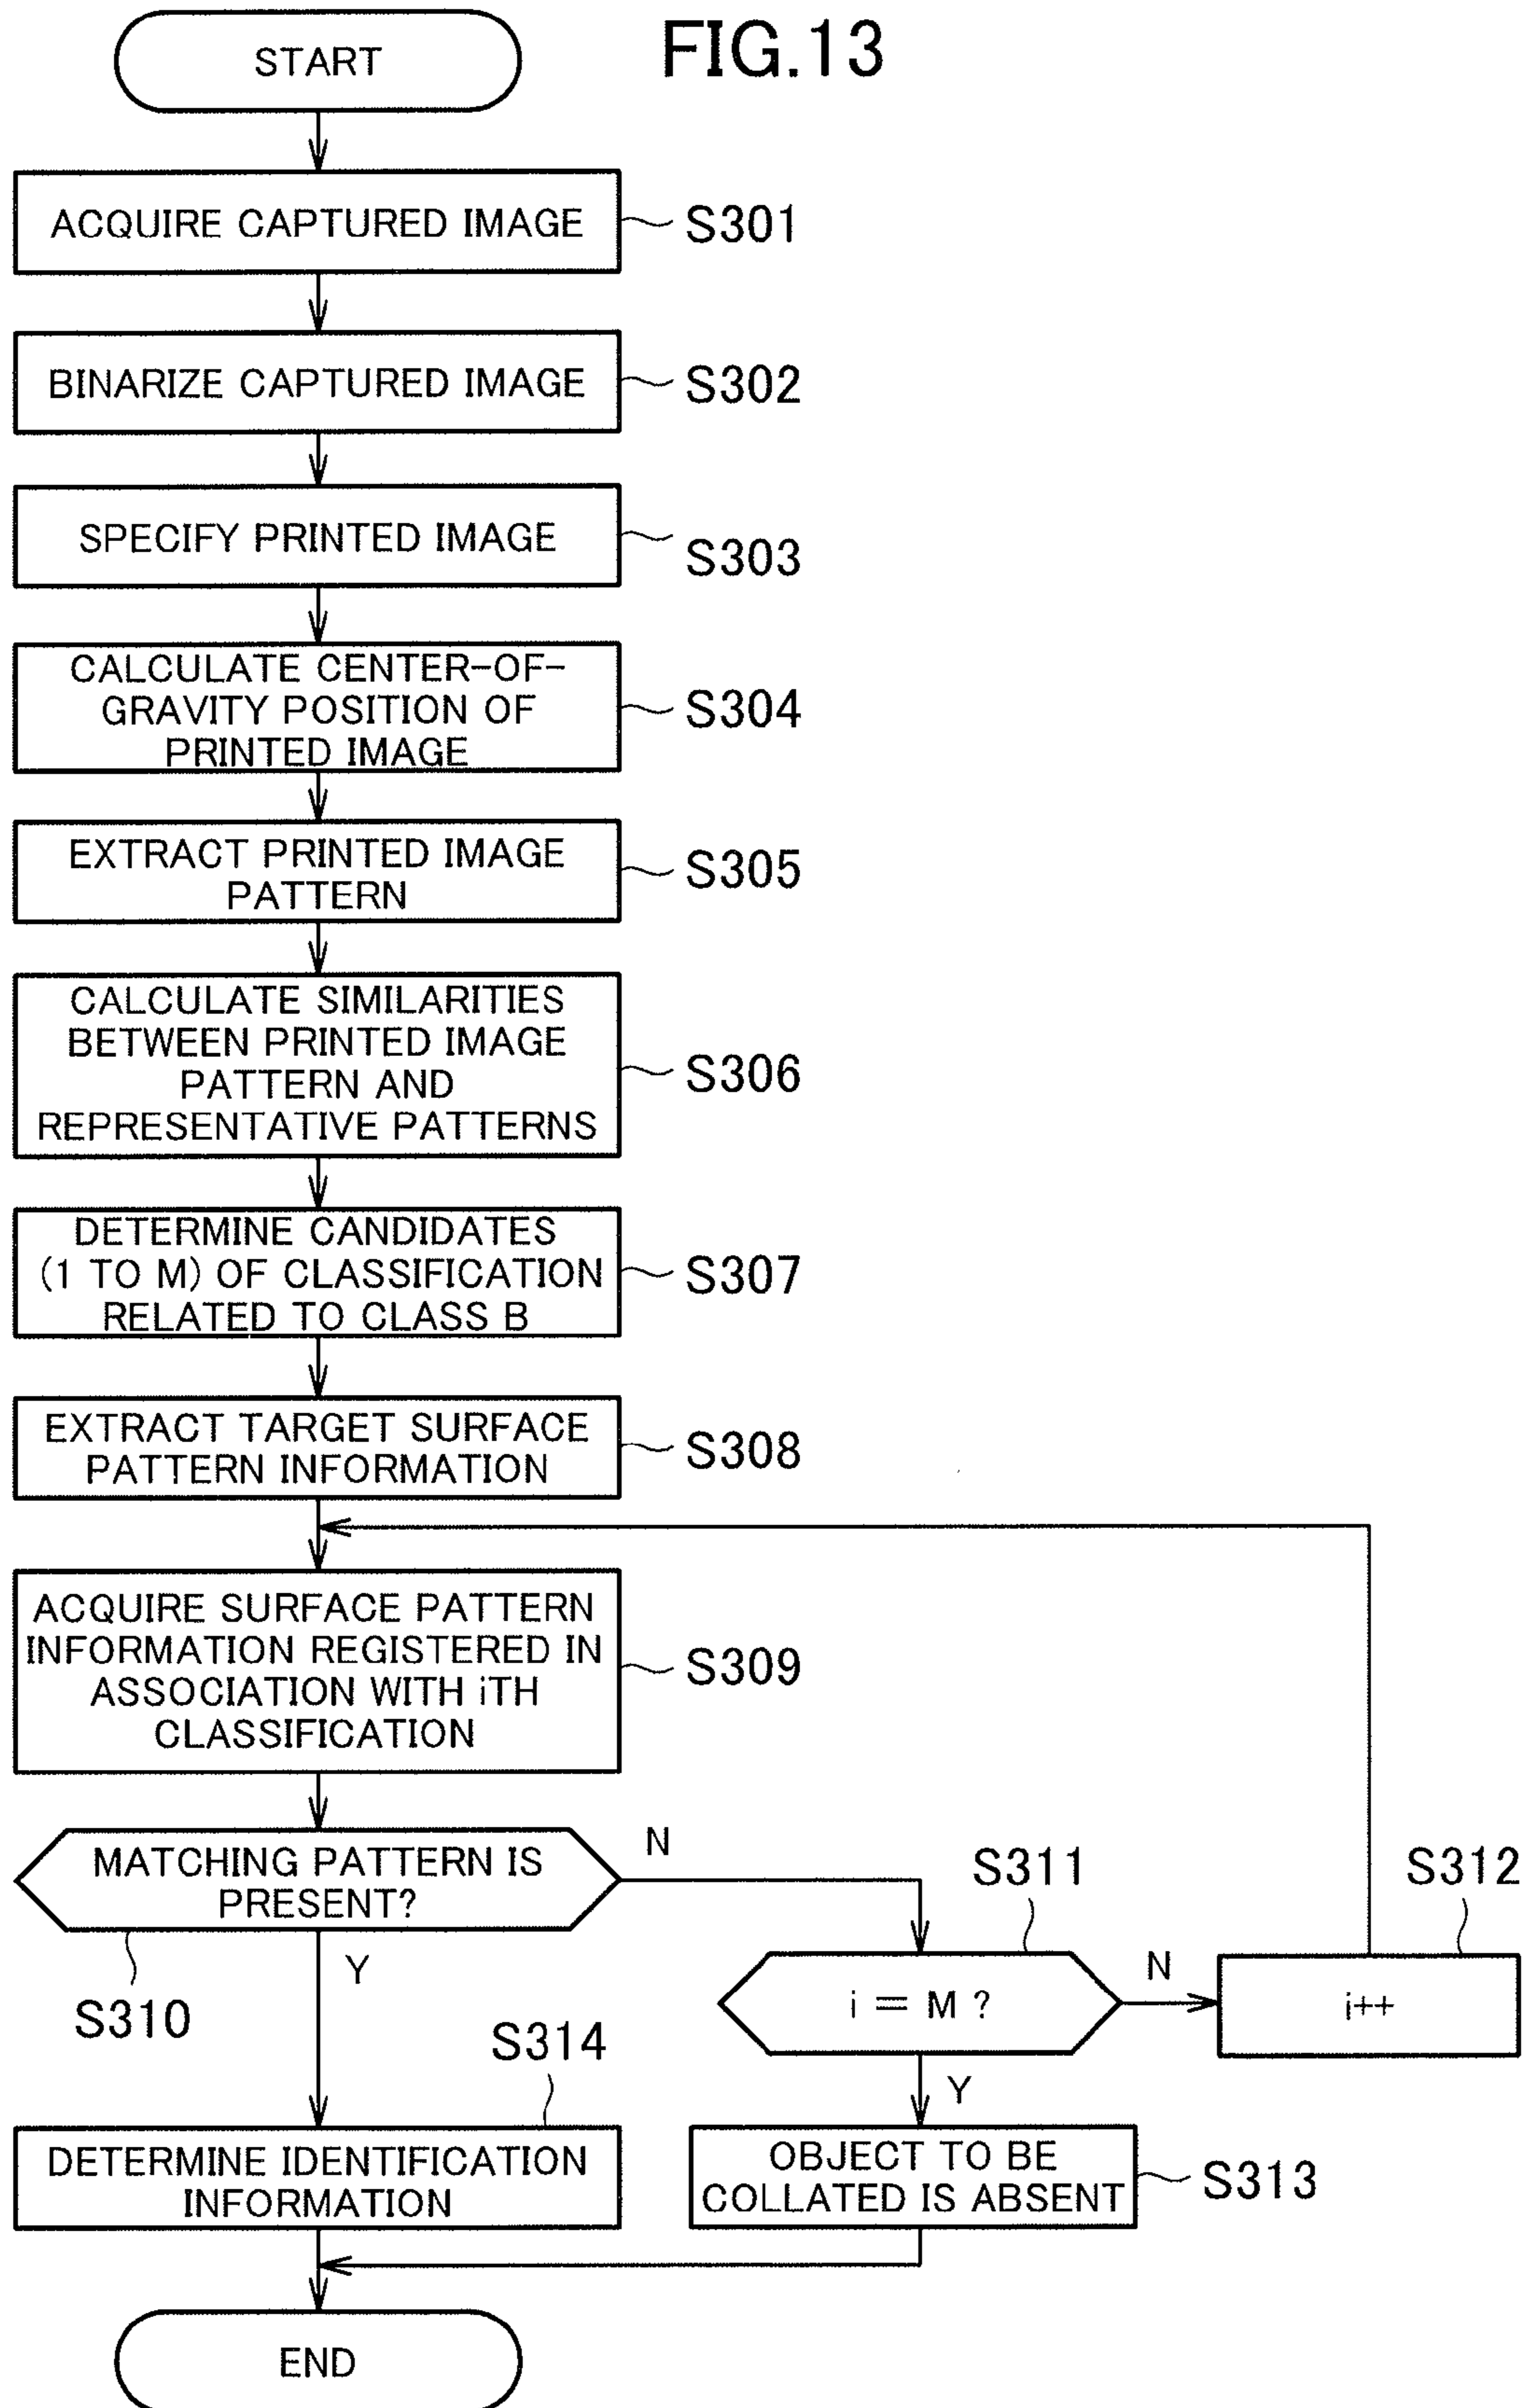 FIG.13
START
ACQUIRE CAPTURED IMAGE
S301
BINARIZE CAPTURED IMAGE
S302
SPECIFY PRINTED IMAGE
S303
CALCULATE CENTER-OF-
GRAVITY POSITION OF
PRINTED IMAGE
S304
EXTRACT PRINTED IMAGE
PATTERN
S305
CALCULATE SIMILARITIES
BETWEEN PRINTED IMAGE
PATTERN AND
REPRESENTATIVE PATTERNS
S306
DETERMINE CANDIDATES
(1 TO M) OF CLASSIFICATION
RELATED TO CLASS B
S307
EXTRACT TARGET SURFACE
PATTERN INFORMATION
S308
ACQUIRE SURFACE PATTERN
INFORMATION REGISTERED IN
ASSOCIATION WITH iTH
CLASSIFICATION
S309
MATCHING PATTERN IS
PRESENT?
N
Y
S310
S311
i = M ?
N
Y
S312
i++
S314
DETERMINE IDENTIFICATION
INFORMATION
OBJECT TO BE
COLLATED IS ABSENT
S313
END